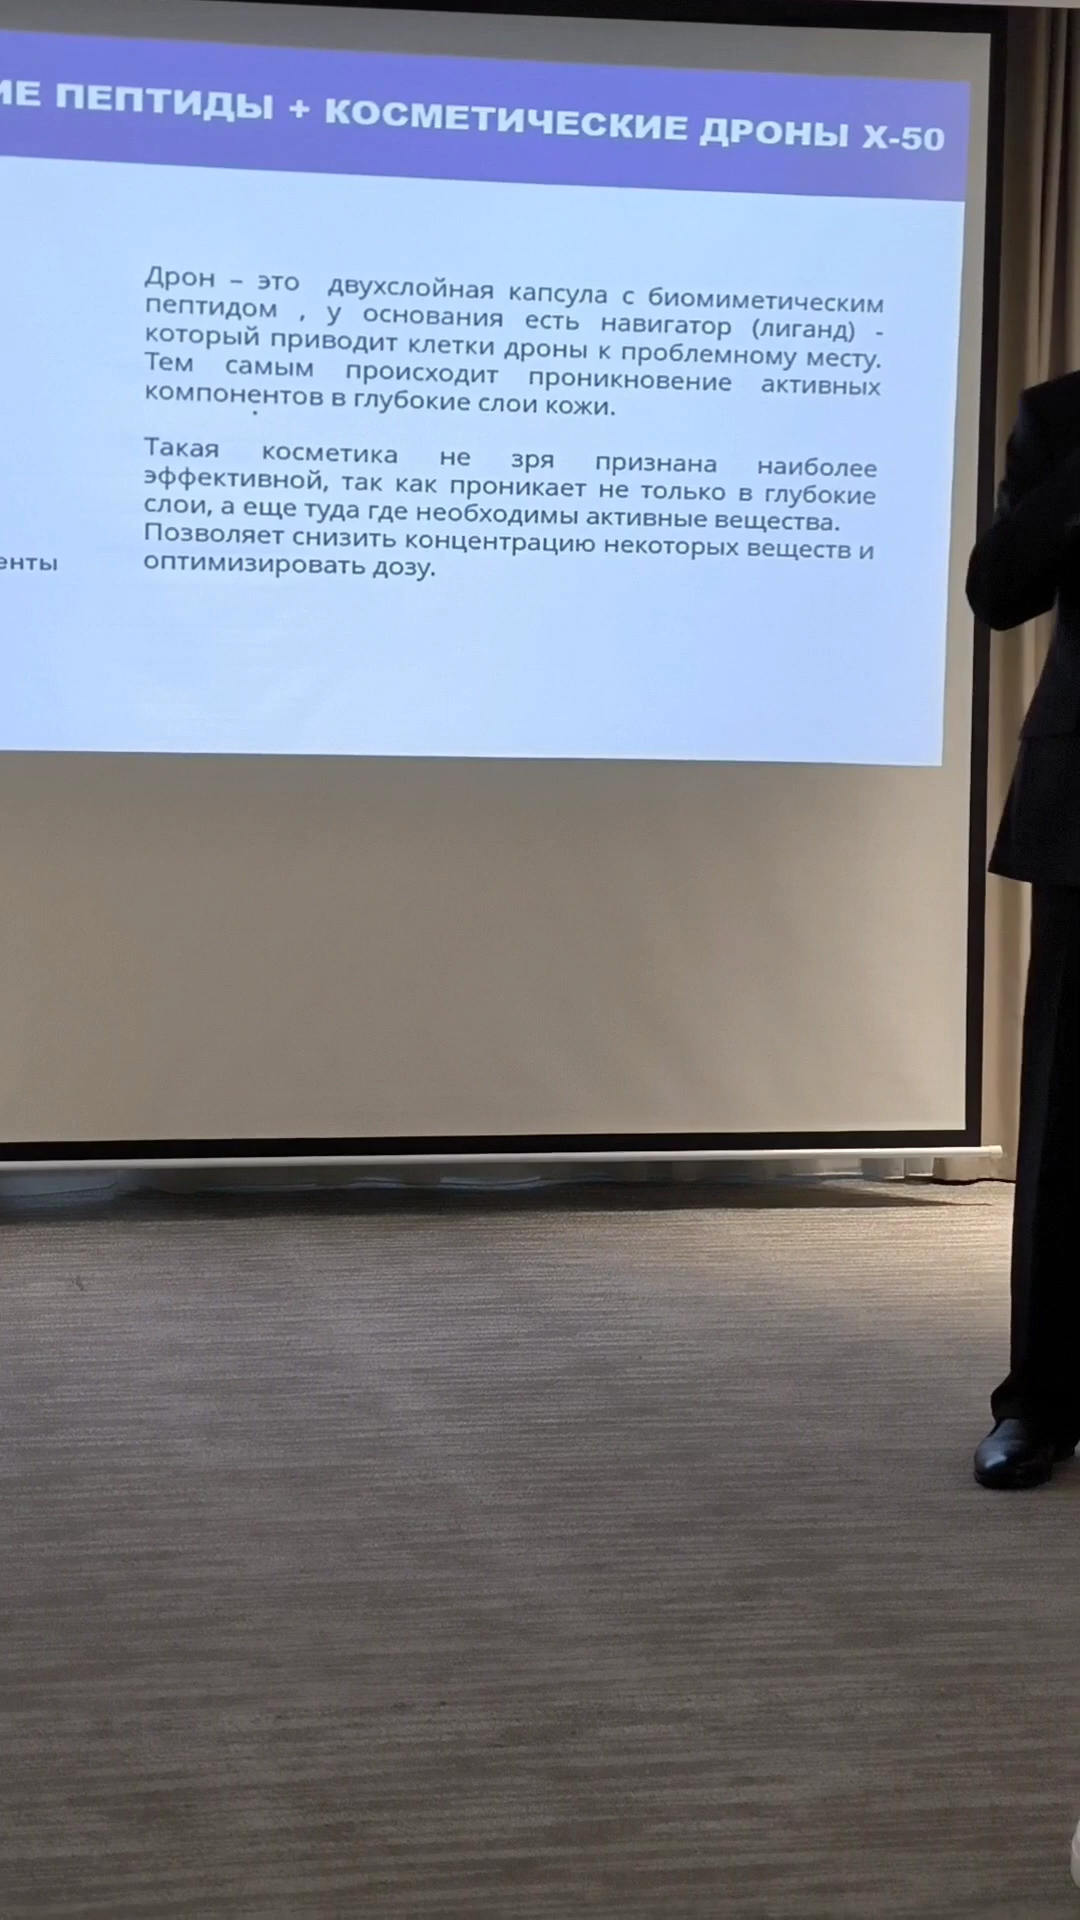 ИЕ ПЕПТИДЫ + КОСМЕТИЧЕСКИЕ ДРОНЫ X-50
Дрон – это двухслойная капсула с биомиметическим
пептидом , у основания есть навигатор (лиганд) -
который приводит клетки дроны к проблемному месту.
Тем самым происходит проникновение активных
компонентов в глубокие слои кожи.
Такая косметика не зря признана наиболее
эффективной, так как проникает не только в глубокие
слои, а еще туда где необходимы активные вещества.
Позволяет снизить концентрацию некоторых веществ и
оптимизировать дозу.
енты